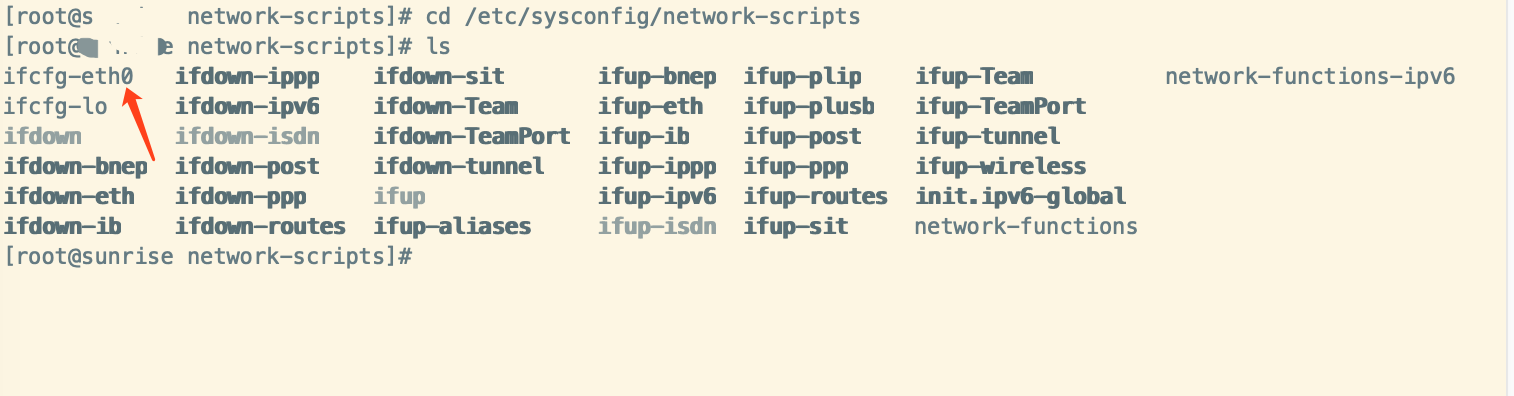 [root@s network-scripts]# cd /etc/sysconfig/network-scripts
[root@ e network-scripts]# ls
ifcfg-eth0 ifdown-ippp ifdown-sit ifup-bnep ifup-plip ifup-Team network-functions-ipv6
ifcfg-lo ifdown-ipv6 ifdown-Team ifup-eth ifup-plusb ifup-TeamPort
ifdown ifdown-isdn ifdown-TeamPort ifup-ib ifup-post ifup-tunnel
ifdown-bnep ifdown-post ifdown-tunnel ifup-ippp ifup-ppp ifup-wireless
ifdown-eth ifdown-ppp ifup ifup-ipv6 ifup-routes init.ipv6-global
ifdown-ib ifdown-routes ifup-aliases ifup-isdn ifup-sit network-functions
[root@sunrise network-scripts]#